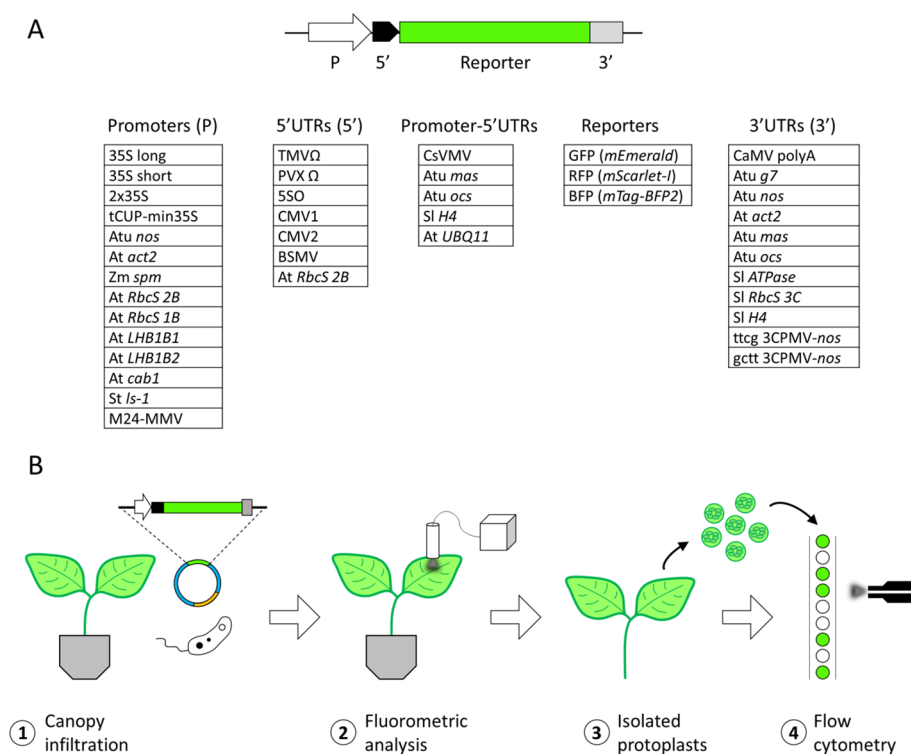 A
P
5’
Reporter
3’
Promoters (P)
35S long
35S short
2x35S
tCUP-min35S
Atu nos
At act2
Zm spm
At RbcS 2B
At RbcS 1B
At LHB1B1
At LHB1B2
At cab1
St ls-1
M24-MMV
5’UTRs (5’)
TMVΩ
PVX Ω
5SO
CMV1
CMV2
BSMV
At RbcS 2B
Promoter-5’UTRs
CsVMV
Atu mas
Atu ocs
Sl H4
At UBQ11
Reporters
GFP (mEmerald)
RFP (mScarlet-I)
BFP (mTag-BFP2)
3’UTRs (3’)
CaMV polyA
Atu g7
Atu nos
At act2
Atu mas
Atu ocs
Sl ATPase
Sl RbcS 3C
Sl H4
ttcg 3CPMV-nos
gctt 3CPMV-nos
B
1 Canopy
infiltration
2 Fluorometric
analysis
3 Isolated
protoplasts
4 Flow
cytometry